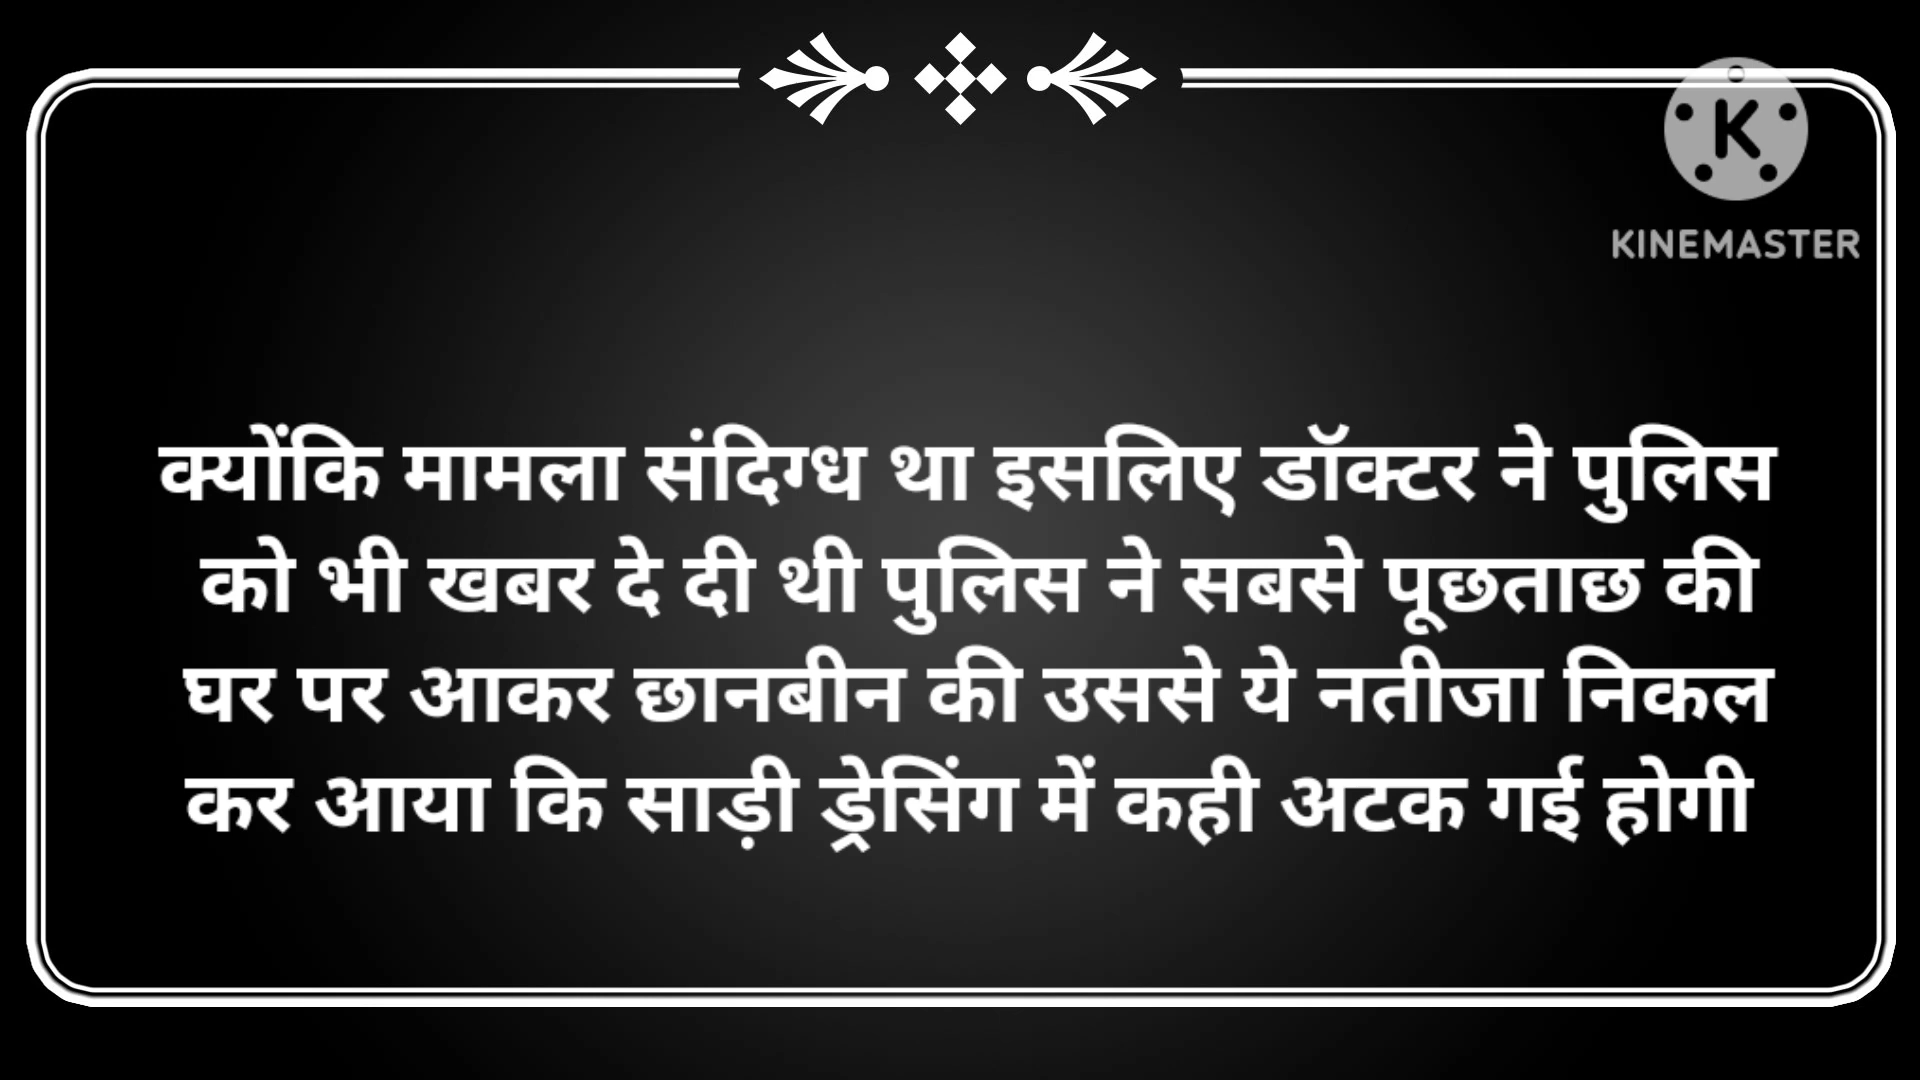 KINEMASTER
क्योंकि मामला संदिग्ध था इसलिए डॉक्टर ने पुलिस
को भी खबर दे दी थी पुलिस ने सबसे पूछताछ की
घर पर आकर छानबीन की उससे ये नतीजा निकल
कर आया कि साड़ी ड्रेसिंग में कही अटक गई होगी